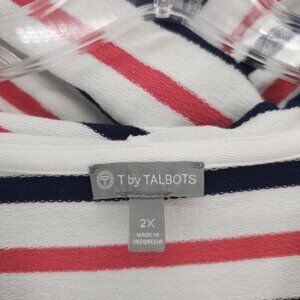 T by TALBOTS
2X
MADE IN
INDONESIA